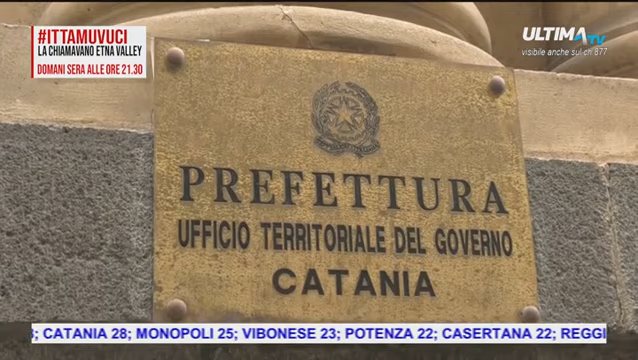 #ITTAMUVUCI
LA CHIAMAVANO ETNA VALLEY
DOMANI SERA ALLE ORE 21.30
ULTIMA TV
visibile anche sul ch 877
PREFETTURA
UFFICIO TERRITORIALE DEL GOVERNO
CATANIA
; CATANIA 28; MONOPOLI 25; VIBONESE 23; POTENZA 22; CASERTANA 22; REGGI